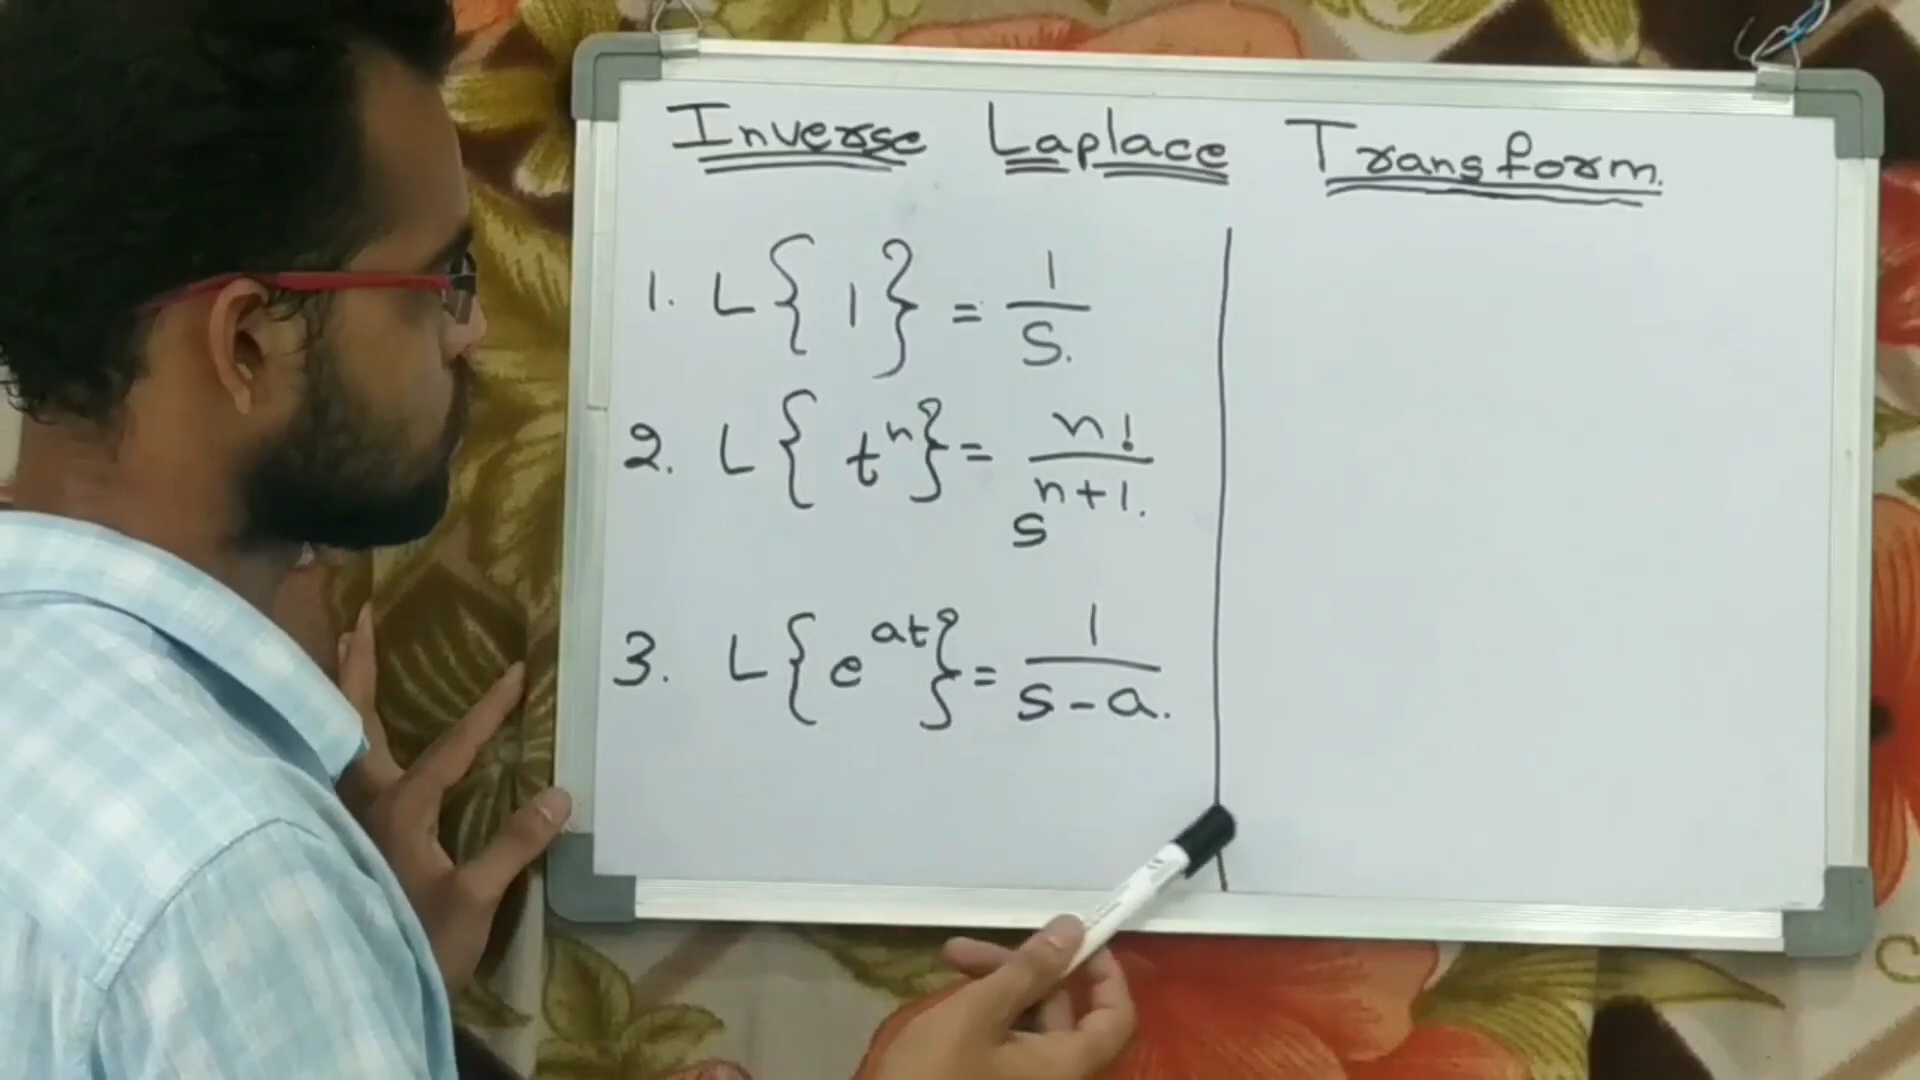 Inverse Laplace Transform.
1. L{1} = 1/S.
2. L{t^n} = n!/s^n+1.
3. L{e^at} = 1/s-a.